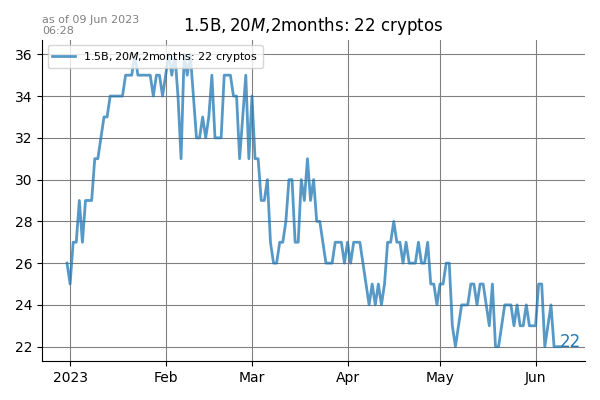 as of 09 Jun 2023
06:28
1.5B, 20M,2months: 22 cryptos
1.5B, 20M,2months: 22 cryptos
36
34
32
30
28
26
24
22
22
2023 Feb Mar Apr May Jun